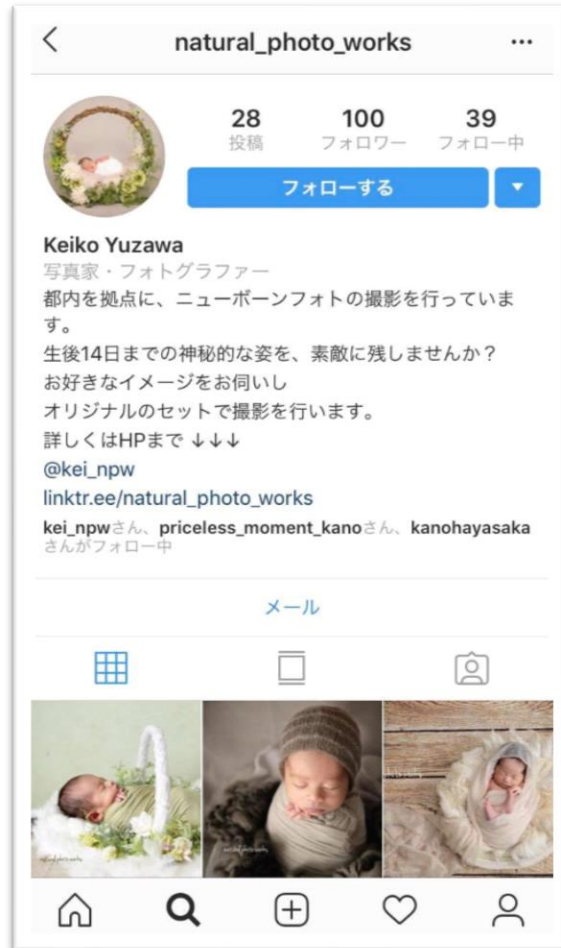 natural_photo_works
28 100 39
投稿 フォロワー フォロー中
フォローする
Keiko Yuzawa
写真家・フォトグラファー
都内を拠点に、ニューボーンフォトの撮影を行っていま
す。
生後14日までの神秘的な姿を、素敵に残しませんか？
お好きなイメージをお伺いし
オリジナルのセットで撮影を行います。
詳しくはHPまで ↓↓↓
@kei_npw
linktr.ee/natural_photo_works
kei_npwさん、priceless_moment_kanoさん、kanohayasaka
さんがフォロー中
メール